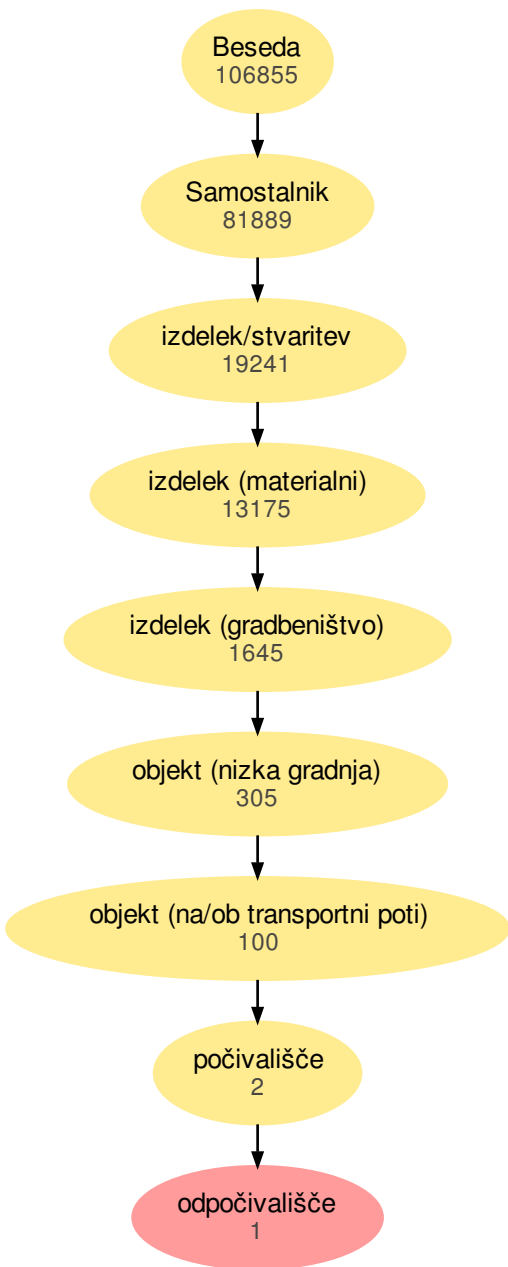 Beseda
106855
Samostalnik
81889
izdelek/stvaritev
19241
izdelek (materialni)
13175
izdelek (gradbeništvo)
1645
objekt (nizka gradnja)
305
objekt (na/ob transportni poti)
100
počivališče
2
odpočivališče
1